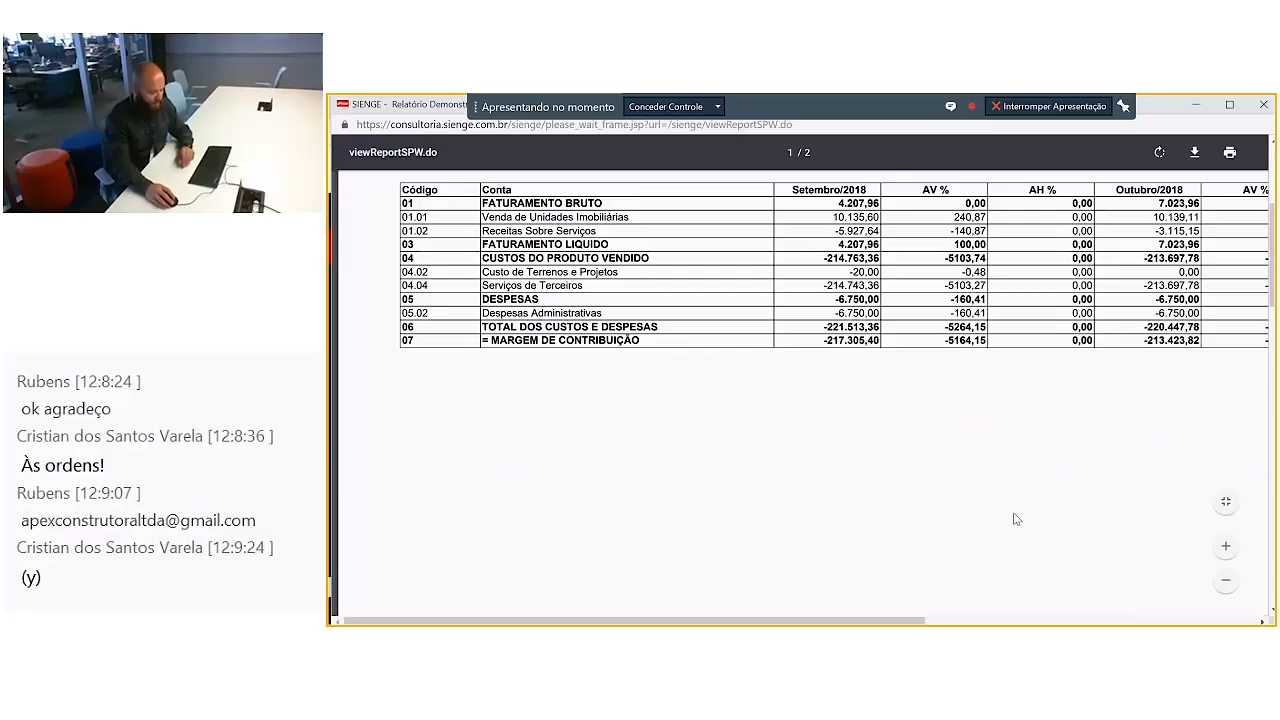 SIENGE - Relatório Demonst
Apresentando no momento
Conceder Controle
Interromper Apresentação
https://consultoria.sienge.com.br/sienge/please_wait_frame.jsp?url=/sienge/viewReportSPW.do
viewReportSPW.do
1 / 2
Código Conta Setembro/2018 AV % AH % Outubro/2018 AV %
01 FATURAMENTO BRUTO 4.207,96 0,00 0,00 7.023,96
01.01 Venda de Unidades Imobiliárias 10.135,60 240,87 0,00 10.139,11
01.02 Receitas Sobre Serviços -5.927,64 -140,87 0,00 -3.115,15
03 FATURAMENTO LIQUIDO 4.207,96 100,00 0,00 7.023,96
04 CUSTOS DO PRODUTO VENDIDO -214.763,36 -5103,74 0,00 -213.697,78 -
04.02 Custo de Terrenos e Projetos -20,00 -0,48 0,00 0,00
04.04 Serviços de Terceiros -214.743,36 -5103,27 0,00 -213.697,78 -
05 DESPESAS -6.750,00 -160,41 0,00 -6.750,00
05.02 Despesas Administrativas -6.750,00 -160,41 0,00 -6.750,00
06 TOTAL DOS CUSTOS E DESPESAS -221.513,36 -5264,15 0,00 -220.447,78 -
07 = MARGEM DE CONTRIBUIÇÃO -217.305,40 -5164,15 0,00 -213.423,82 -
Rubens [12:8:24 ]
ok agradeço
Cristian dos Santos Varela [12:8:36 ]
Às ordens!
Rubens [12:9:07 ]
apexconstrutoraltda@gmail.com
Cristian dos Santos Varela [12:9:24 ]
(y)